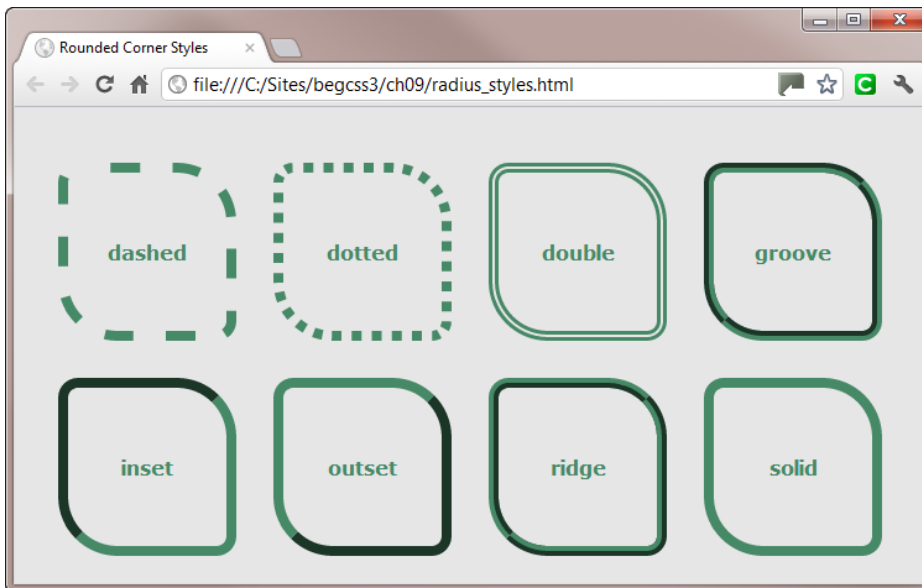 Rounded Corner Styles
file:///C:/Sites/begcss3/ch09/radius_styles.html
C
dashed dotted double groove
inset outset ridge solid